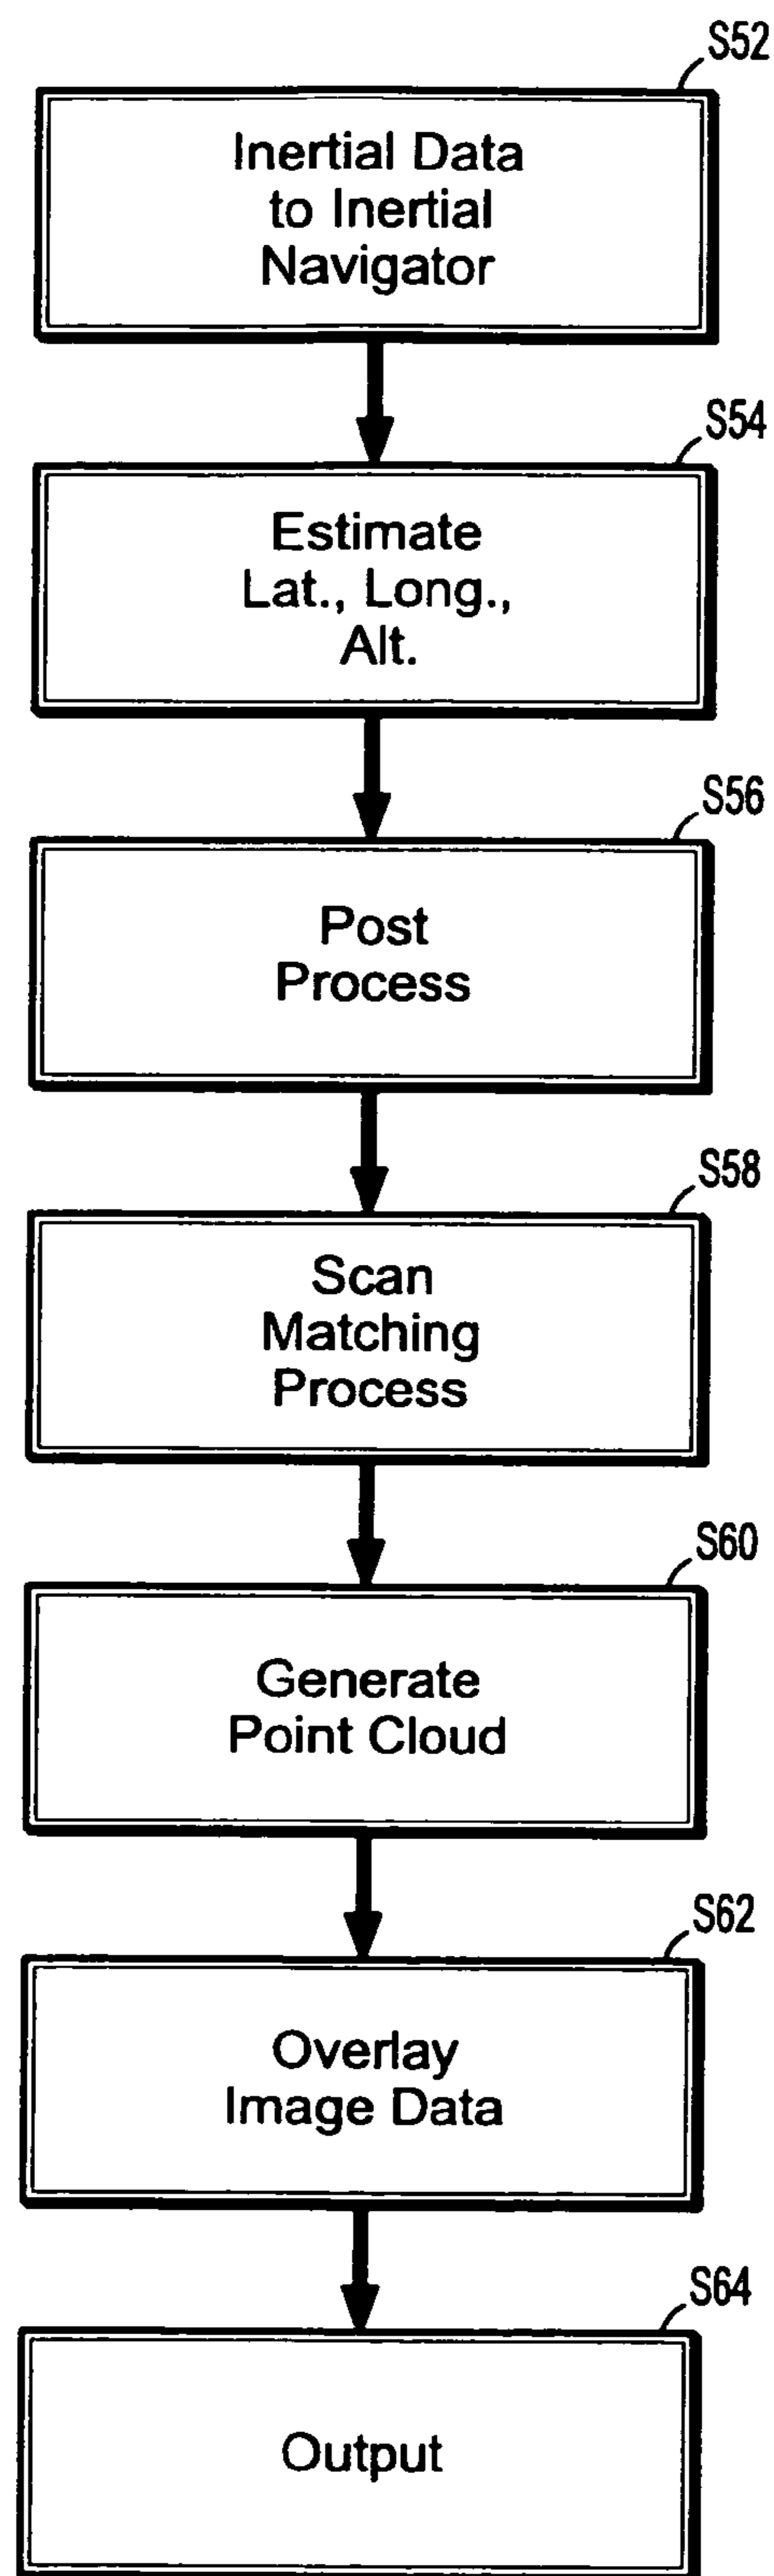 S52
Inertial Data
to Inertial
Navigator
S54
Estimate
Lat., Long.,
Alt.
S56
Post
Process
S58
Scan
Matching
Process
S60
Generate
Point Cloud
S62
Overlay
Image Data
S64
Output